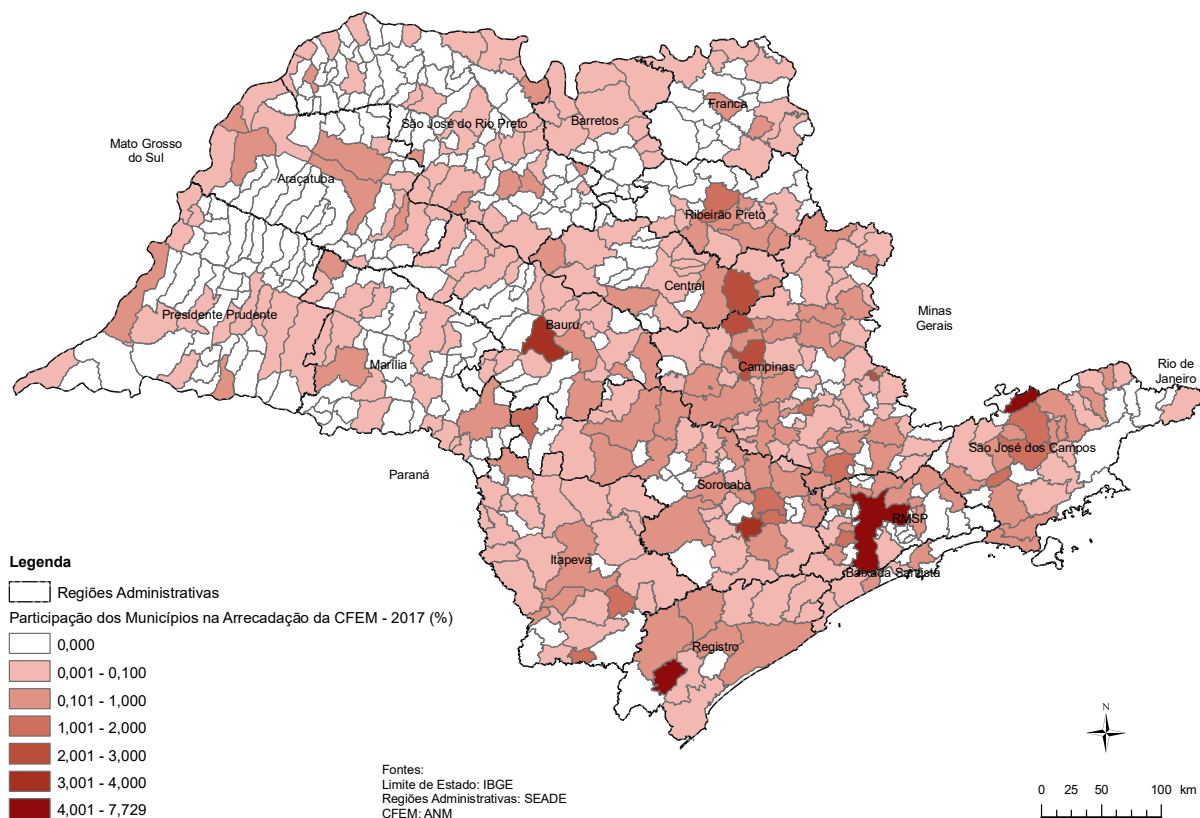 São José do Rio Preto
Barretos
Franca
Mato Grosso
do Sul
Araçatuba
Ribeirão Preto
Central
Presidente Prudente
Bauru
Minas
Gerais
Marília
Campinas
Rio de
Janeiro
São José dos Campos
Paraná
Sorocaba
RMSP
Itapeva
Baixada Santista
Registro
Legenda
Regiões Administrativas
Participação dos Municípios na Arrecadação da CFEM - 2017 (%)
0,000
0,001 - 0,100
0,101 - 1,000
1,001 - 2,000
2,001 - 3,000
3,001 - 4,000
4,001 - 7,729
Fontes:
Limite de Estado: IBGE
Regiões Administrativas: SEADE
CFEM: ANM
N
0 25 50 100 km